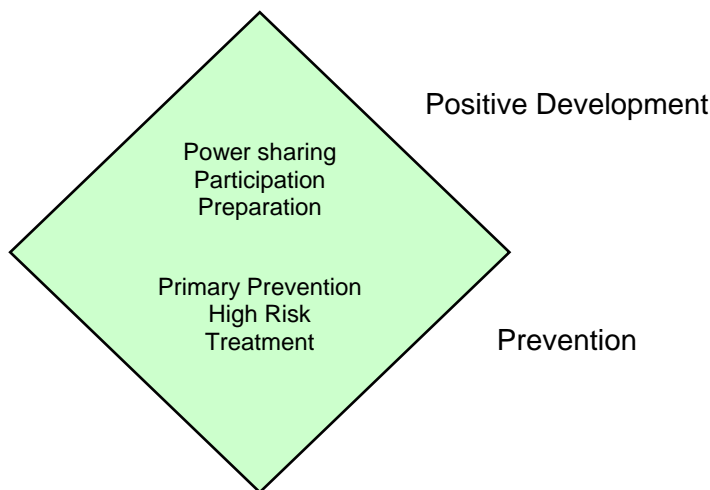 Positive Development
Power sharing
Participation
Preparation
Primary Prevention
High Risk
Treatment
Prevention